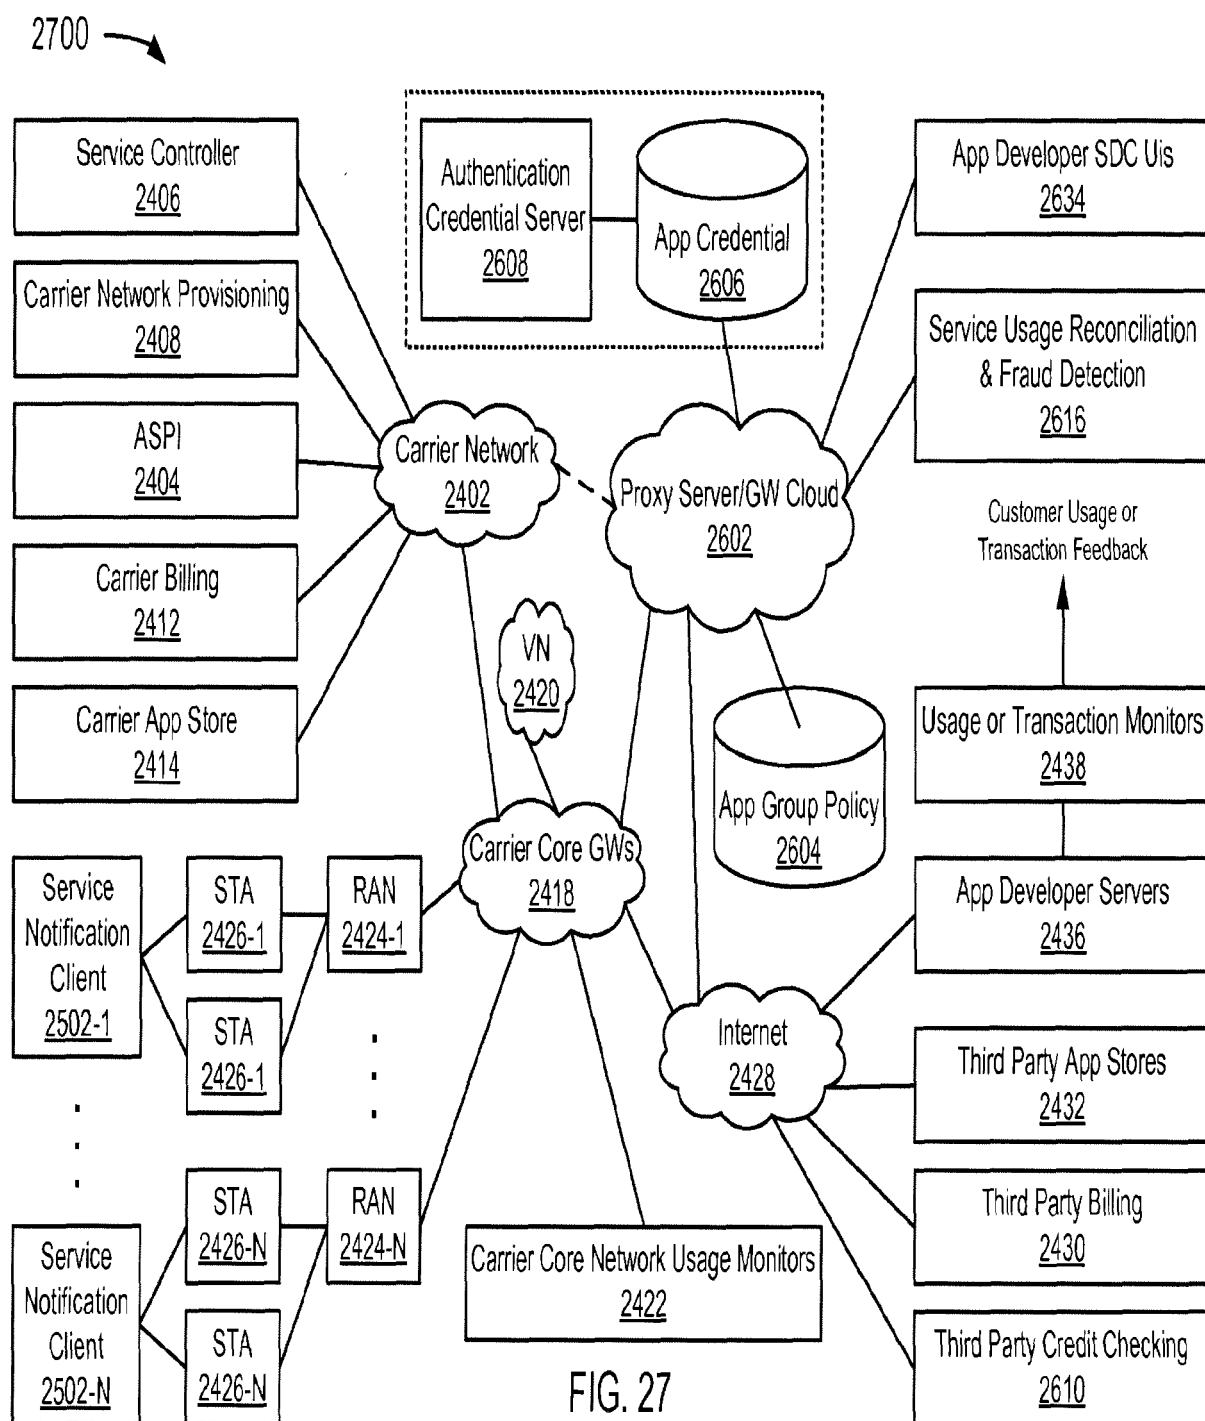 2700
Service Controller
2406
Carrier Network Provisioning
2408
ASPI
2404
Carrier Billing
2412
Carrier App Store
2414
Authentication
Credential Server
2608
App Credential
2606
App Developer SDC Uis
2634
Service Usage Reconciliation
& Fraud Detection
2616
Carrier Network
2402
Proxy Server/GW Cloud
2602
Customer Usage or
Transaction Feedback
VN
2420
App Group Policy
2604
Usage or Transaction Monitors
2438
Carrier Core GWs
2418
App Developer Servers
2436
Service
Notification
Client
2502-1
STA
2426-1
RAN
2424-1
STA
2426-1
Internet
2428
Third Party App Stores
2432
Service
Notification
Client
2502-N
STA
2426-N
RAN
2424-N
STA
2426-N
Carrier Core Network Usage Monitors
2422
Third Party Billing
2430
Third Party Credit Checking
2610
FIG. 27